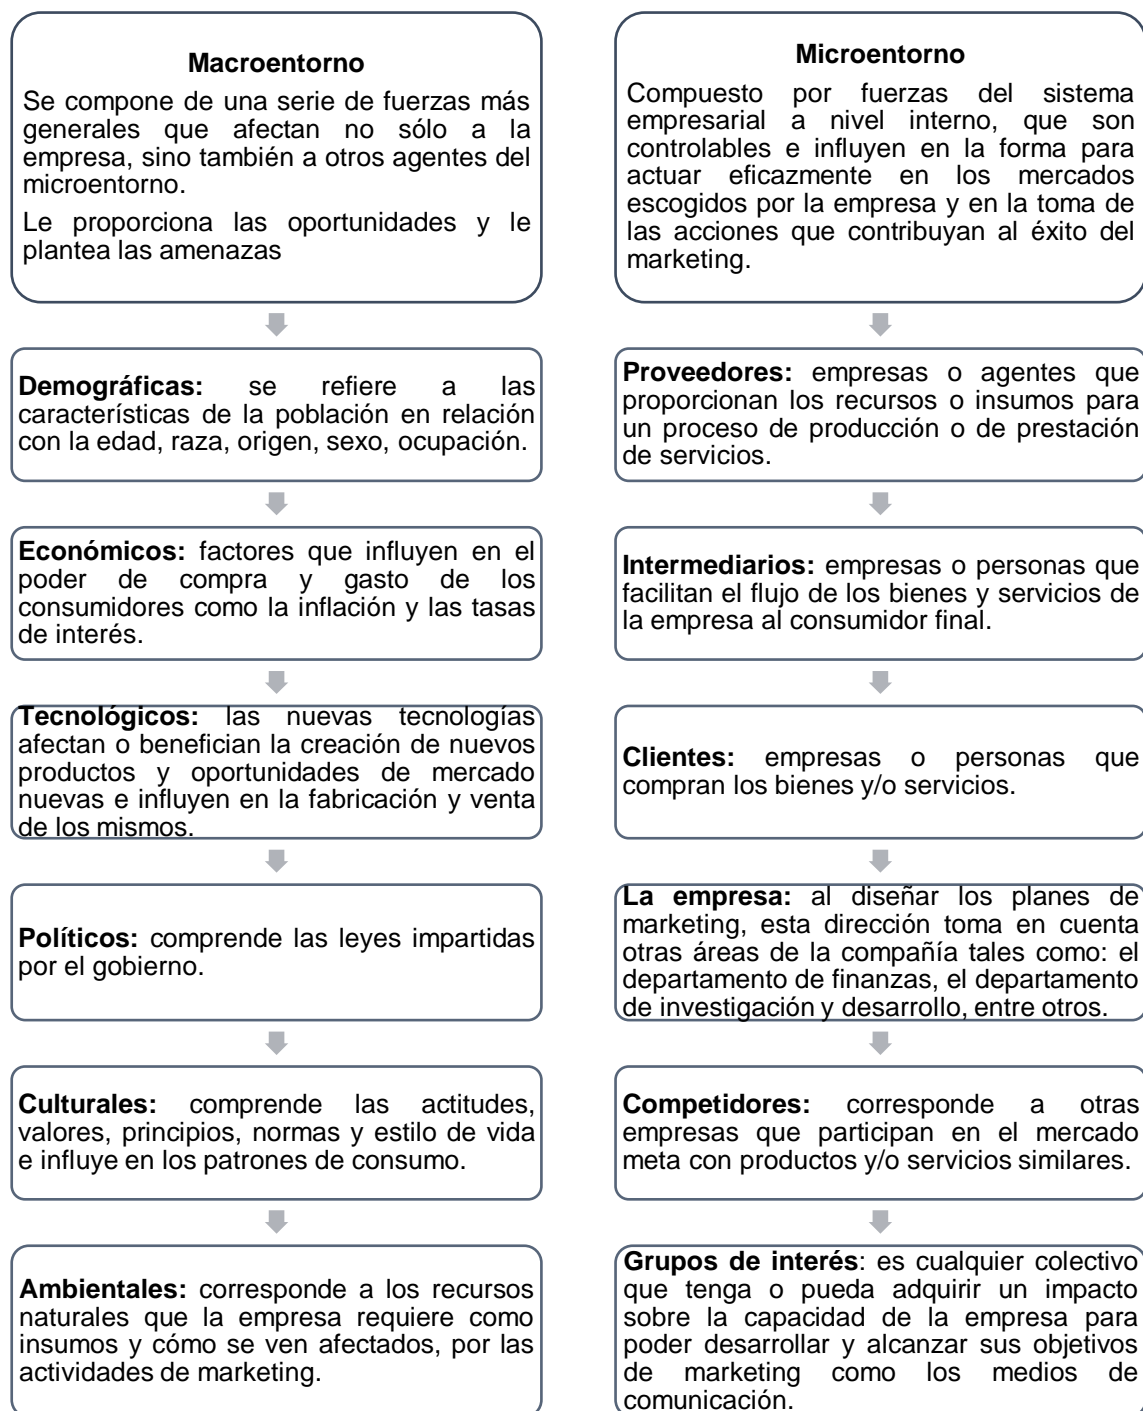 Macroentorno
Se compone de una serie de fuerzas más
generales que afectan no sólo a la
empresa, sino también a otros agentes del
microentorno.
Le proporciona las oportunidades y le
plantea las amenazas
Demográficas: se refiere a las
características de la población en relación
con la edad, raza, origen, sexo, ocupación.
Económicos: factores que influyen en el
poder de compra y gasto de los
consumidores como la inflación y las tasas
de interés.
Tecnológicos: las nuevas tecnologías
afectan o benefician la creación de nuevos
productos y oportunidades de mercado
nuevas e influyen en la fabricación y venta
de los mismos.
Políticos: comprende las leyes impartidas
por el gobierno.
Culturales: comprende las actitudes,
valores, principios, normas y estilo de vida
e influye en los patrones de consumo.
Ambientales: corresponde a los recursos
naturales que la empresa requiere como
insumos y cómo se ven afectados, por las
actividades de marketing.
Microentorno
Compuesto por fuerzas del sistema
empresarial a nivel interno, que son
controlables e influyen en la forma para
actuar eficazmente en los mercados
escogidos por la empresa y en la toma de
las acciones que contribuyan al éxito del
marketing.
Proveedores: empresas o agentes que
proporcionan los recursos o insumos para
un proceso de producción o de prestación
de servicios.
Intermediarios: empresas o personas que
facilitan el flujo de los bienes y servicios de
la empresa al consumidor final.
Clientes: empresas o personas que
compran los bienes y/o servicios.
La empresa: al diseñar los planes de
marketing, esta dirección toma en cuenta
otras áreas de la compañía tales como: el
departamento de finanzas, el departamento
de investigación y desarrollo, entre otros.
Competidores: corresponde a otras
empresas que participan en el mercado
meta con productos y/o servicios similares.
Grupos de interés: es cualquier colectivo
que tenga o pueda adquirir un impacto
sobre la capacidad de la empresa para
poder desarrollar y alcanzar sus objetivos
de marketing como los medios de
comunicación.